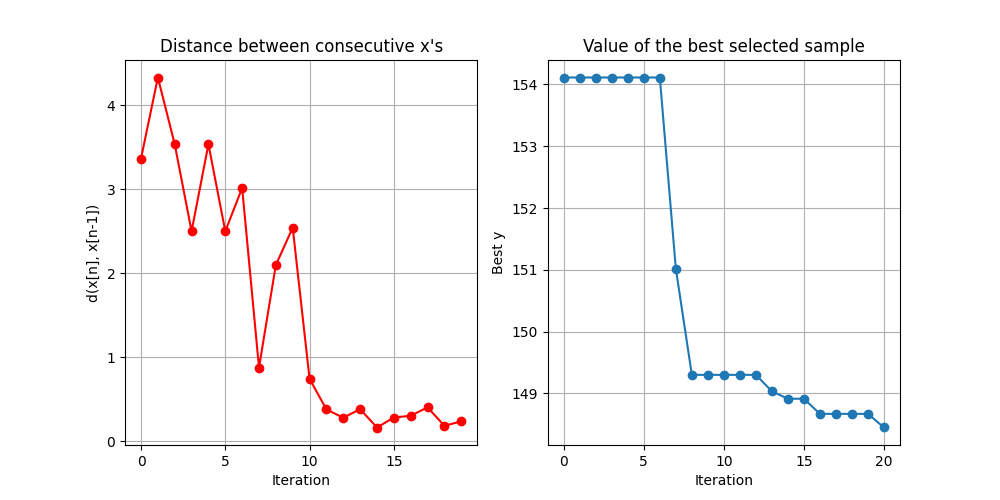 Distance between consecutive x's
d(x[n], x[n-1])
4
3
2
1
0
0 5 10 15
Iteration
Value of the best selected sample
Best y
154
153
152
151
150
149
0 5 10 15 20
Iteration